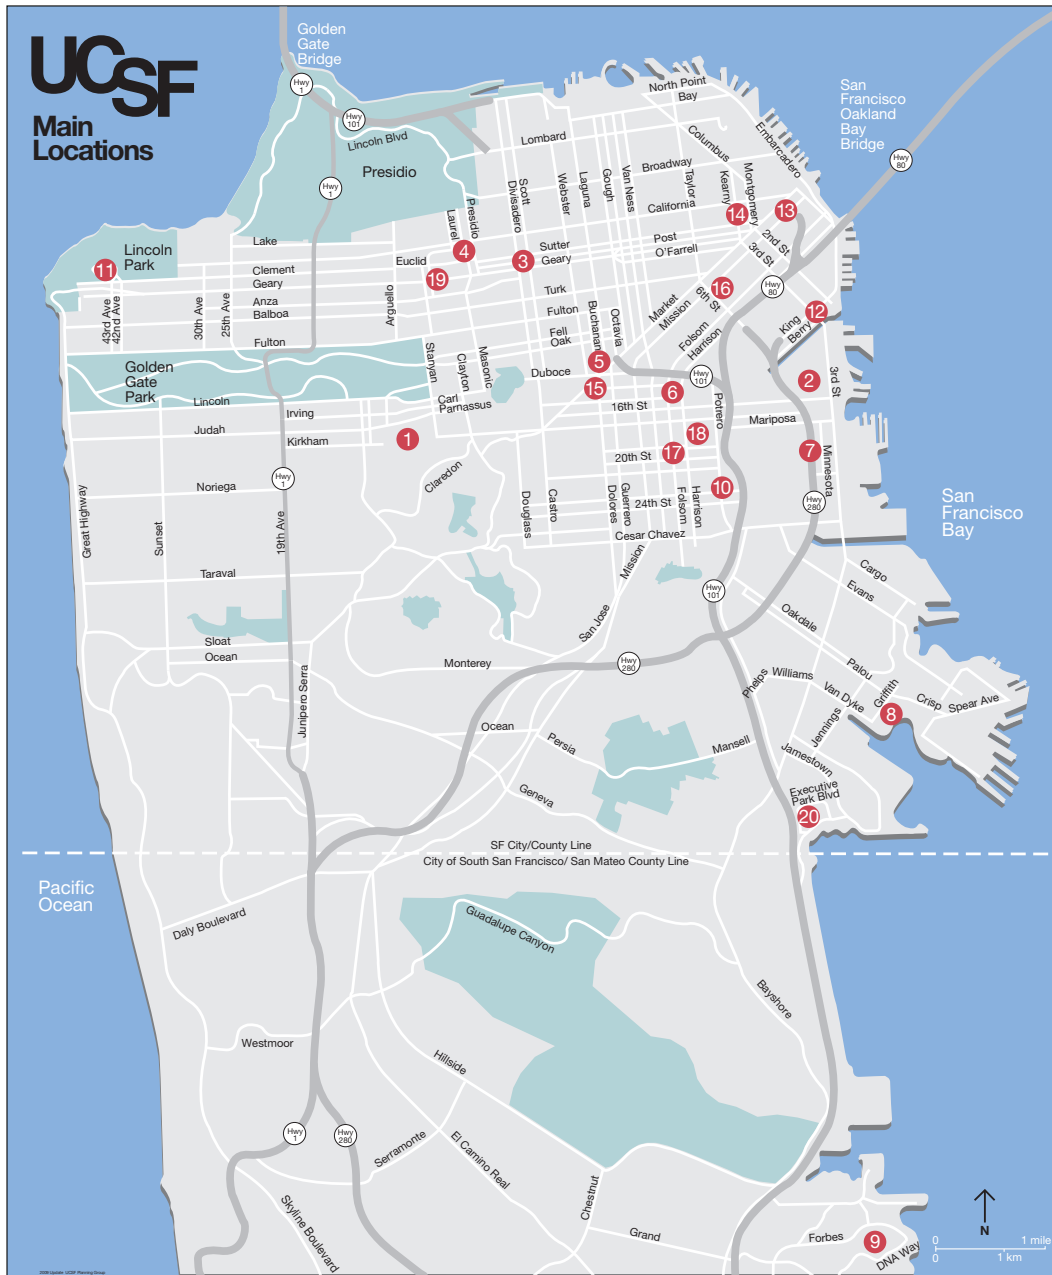 UCSF
Main
Locations
Golden
Gate
Bridge
San
Francisco
Oakland
Bay
Bridge
Hwy
1
Hwy
101
Hwy
80
Lincoln Blvd
Presidio
Hwy
1
Lombard
North Point
Bay
Columbus
Embarcadero
Broadway
California
Scott
Divisadero
Webster
Laguna
Gough
Van Ness
Taylor
Kearny
Montgomery
Presidio
Laurel
14
13
2nd St
3rd St
Lincoln
Park
11
Lake
Clement
Geary
Anza
Balboa
Fulton
43rd Ave
42nd Ave
30th Ave
25th Ave
Arguello
Euclid
4
19
3
Sutter
Geary
Post
O'Farrell
Turk
Fulton
Fell
Oak
Buchanan
Octavia
Market
Mission
6th St
16
Hwy
80
Folsom
Harrison
King
Berry
12
Golden
Gate
Park
Lincoln
Stanyan
Clayton
Masonic
Duboce
5
15
Hwy
101
6
2
3rd St
Carl
Parnassus
Irving
Judah
Kirkham
1
16th St
Potrero
Mariposa
18
17
7
20th St
Minnesota
Hwy
1
Noriega
Claredon
10
24th St
Hwy
280
Great Highway
Sunset
19th Ave
Douglass
Castro
Dolores
Guerrero
Folsom
Harrison
Cesar Chavez
San
Francisco
Bay
Taraval
Mission
Hwy
101
Cargo
Evans
Oakdale
San Jose
Sloat
Ocean
Monterey
Hwy
280
Junipero Serra
Phelps
Williams
Palou
Van Dyke
Griffith
Crisp
Spear Ave
8
Jennings
Jamestown
Ocean
Persia
Mansell
Geneva
Executive
Park Blvd
20
SF City/County Line
City of South San Francisco/ San Mateo County Line
Pacific
Ocean
Daly Boulevard
Guadalupe Canyon
Bayshore
Westmoor
Hillside
Hwy
1
Hwy
280
Serramonte
El Camino Real
Chestnut
Skyline Boulevard
Grand
Forbes
9
DNA Way
N
0 1 mile
0 1 km